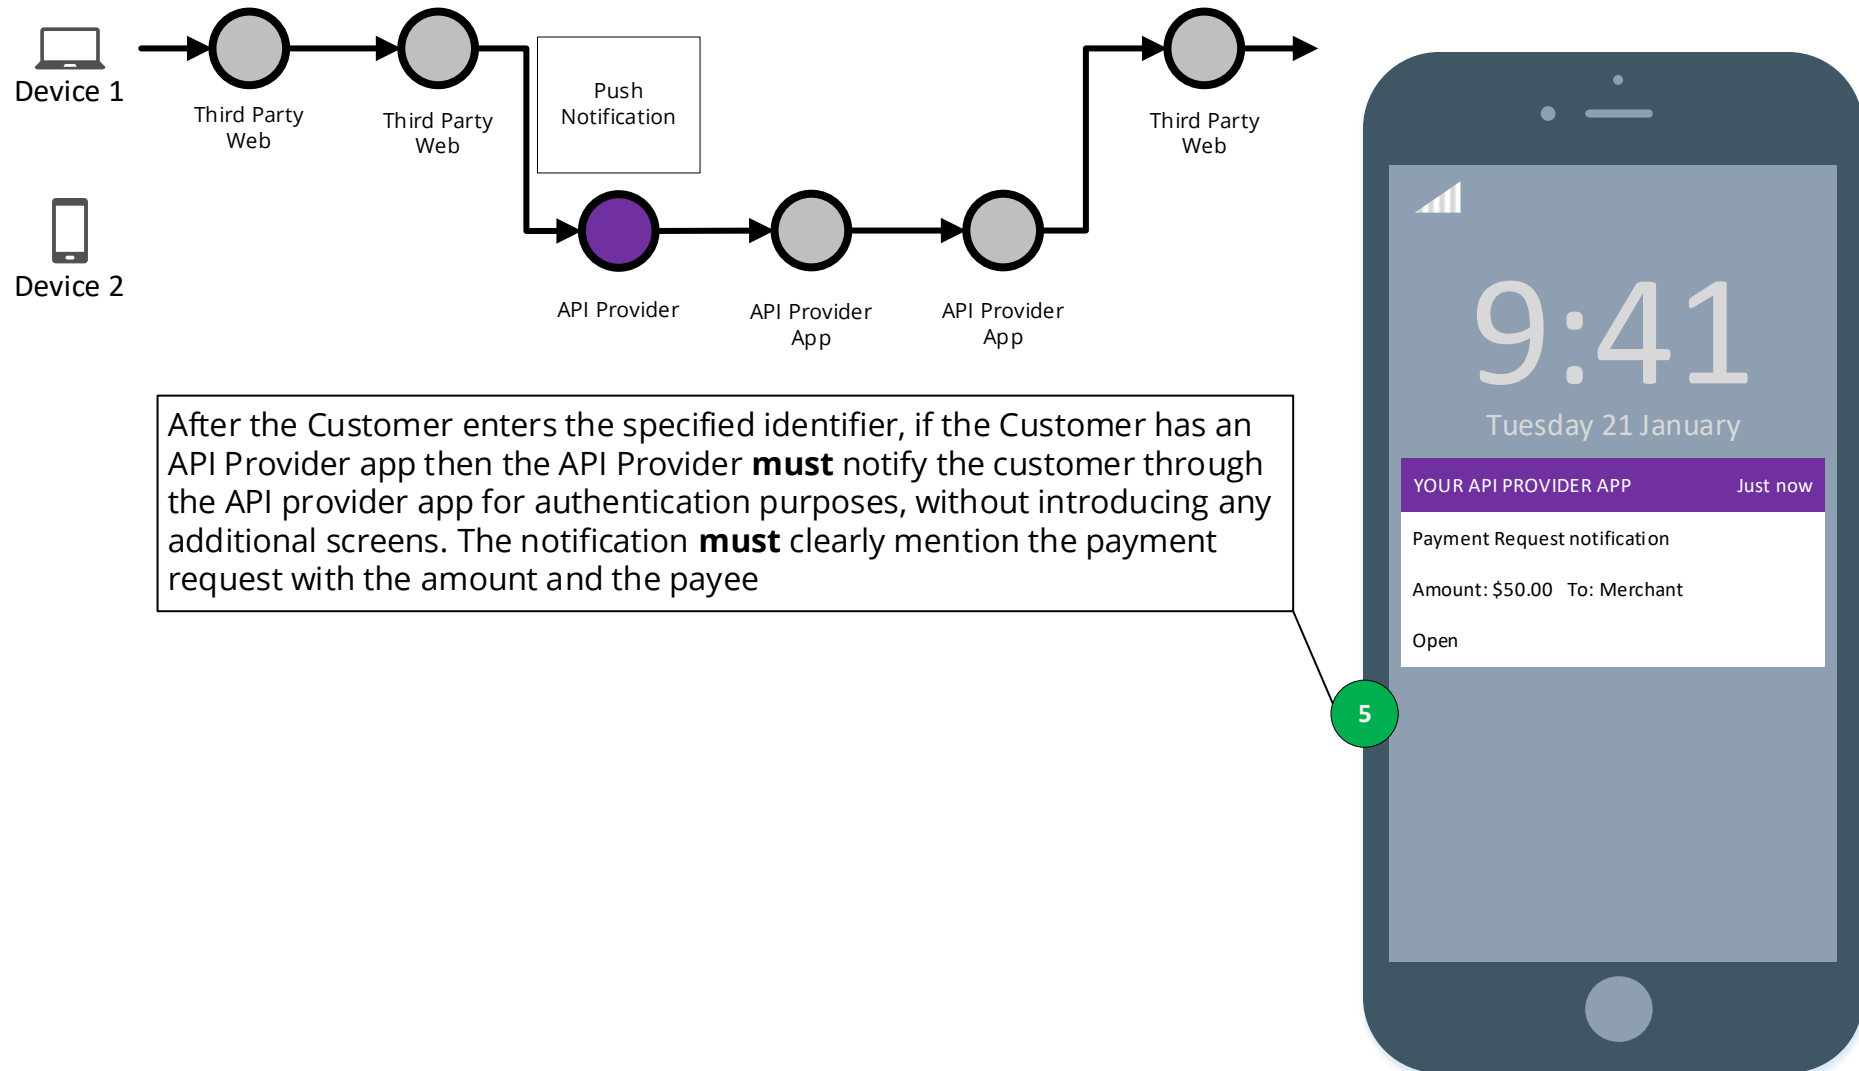 Device 1
Third Party
Web
Third Party
Web
Push
Notification
Third Party
Web
Device 2
API Provider
API Provider
App
API Provider
App
After the Customer enters the specified identifier, if the Customer has an
API Provider app then the API Provider must notify the customer through
the API provider app for authentication purposes, without introducing any
additional screens. The notification must clearly mention the payment
request with the amount and the payee
5
9:41
Tuesday 21 January
YOUR API PROVIDER APP Just now
Payment Request notification
Amount: $50.00 To: Merchant
Open